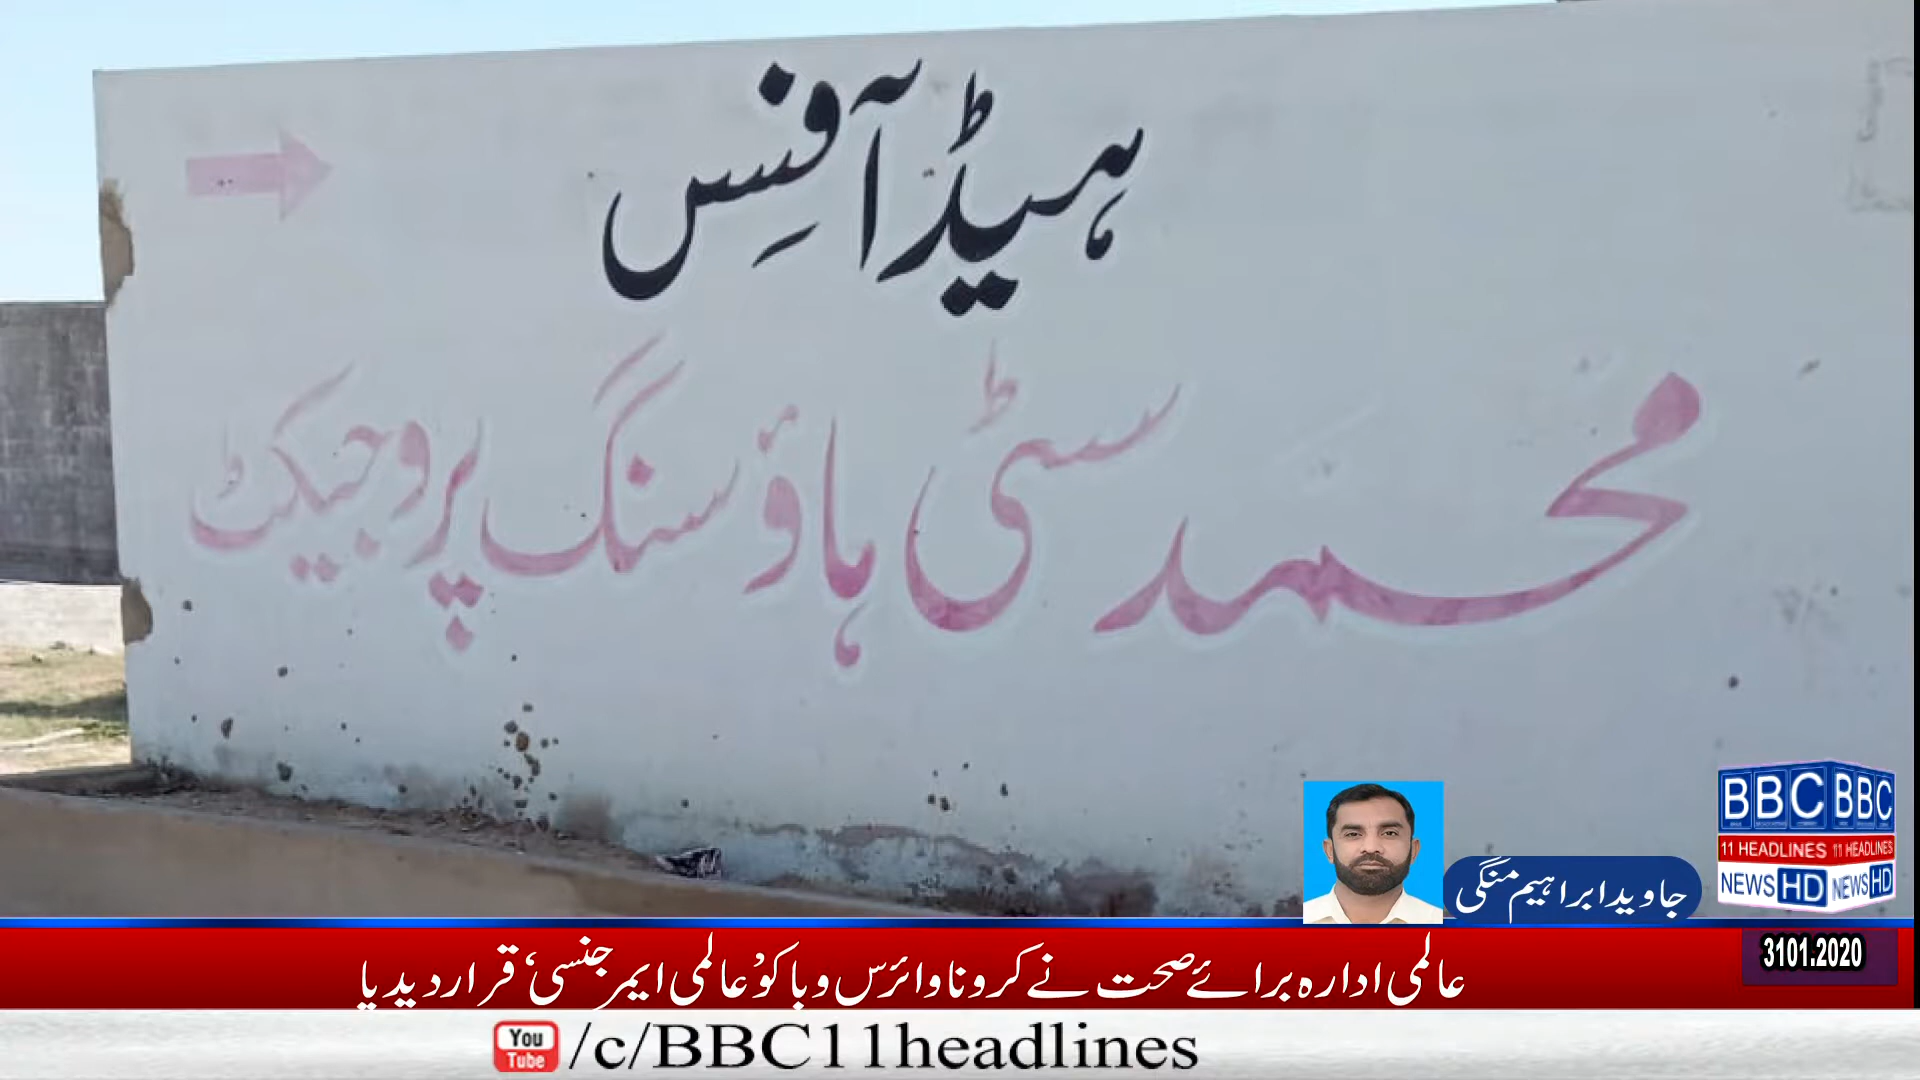 ہیڈ آفِس
محمد سٹی ہاؤسنگ پروجیکٹ
جاوید ابراہیم منگی
BBC BBC
11 HEADLINES 11 HEADLINES
NEWS HD NEWS HD
عالمی ادارہ برائے صحت نے کرونا وائرس وبا کو ’عالمی ایمرجنسی‘ قرار دیدیا
3101.2020
You Tube /c/BBC11headlines